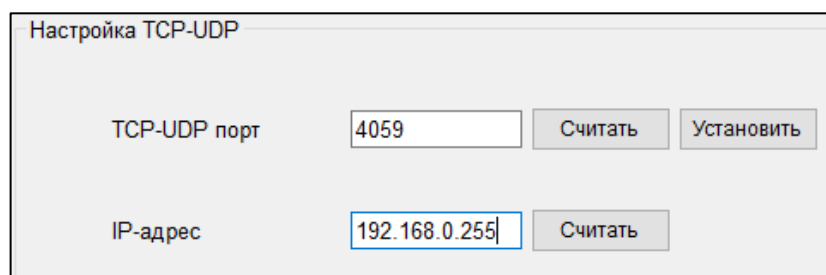 Настройка TCP-UDP
TCP-UDP порт 4059 Считать Установить
IP-адрес 192.168.0.255 Считать